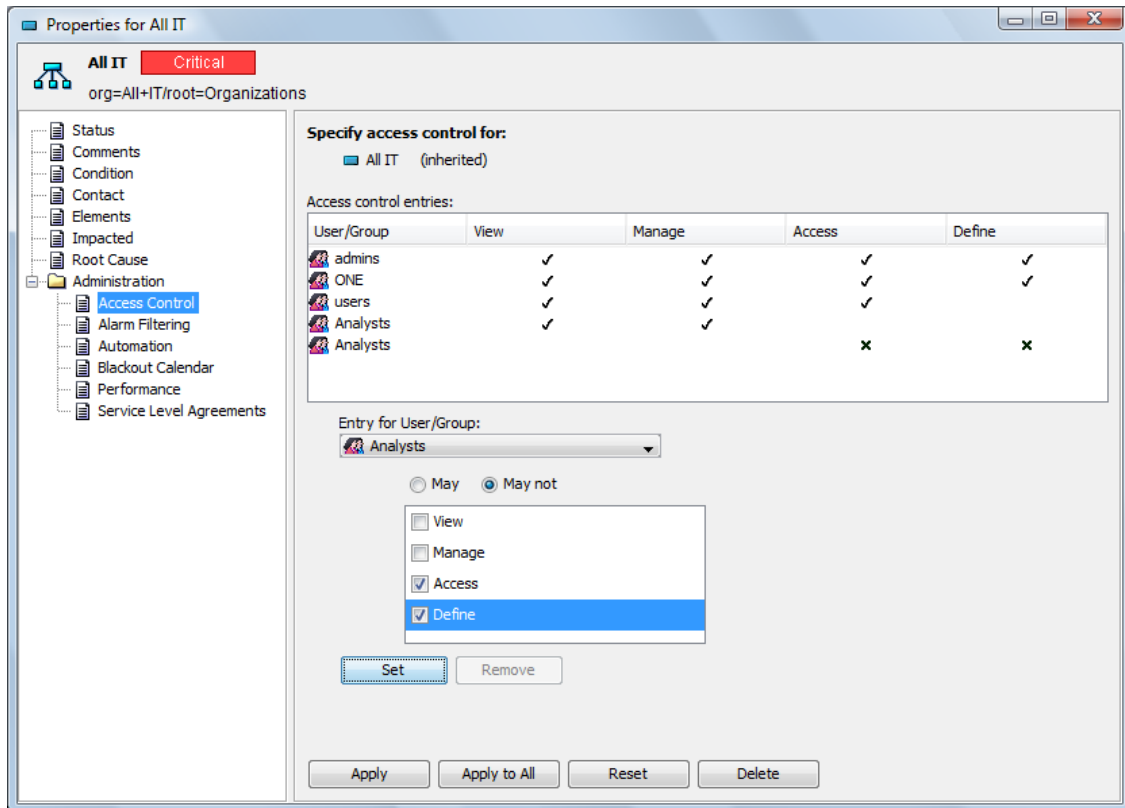 Properties for All IT
All IT Critical
org=All+IT/root=Organizations
Status
Comments
Condition
Contact
Elements
Impacted
Root Cause
Administration
Access Control
Alarm Filtering
Automation
Blackout Calendar
Performance
Service Level Agreements
Specify access control for:
All IT (inherited)
Access control entries:
User/Group View Manage Access Define
admins ✓ ✓ ✓ ✓
ONE ✓ ✓ ✓ ✓
users ✓ ✓ ✓
Analysts ✓ ✓
Analysts × ×
Entry for User/Group:
Analysts
May May not
View
Manage
Access
Define
Set Remove
Apply Apply to All Reset Delete